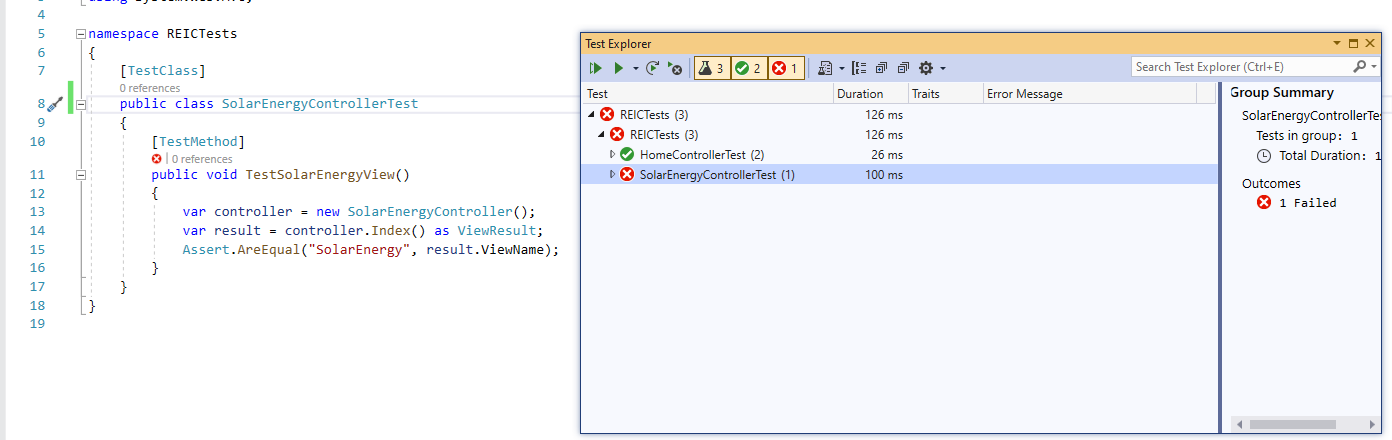 4
5 namespace REICTests
6 {
7 [TestClass]
0 references
8 public class SolarEnergyControllerTest
9 {
10 [TestMethod]
| 0 references
11 public void TestSolarEnergyView()
12 {
13 var controller = new SolarEnergyController();
14 var result = controller.Index() as ViewResult;
15 Assert.AreEqual("SolarEnergy", result.ViewName);
16 }
17 }
18 }
19
Test Explorer
3 2 1
Search Test Explorer (Ctrl+E)
Test Duration Traits Error Message
REICTests (3) 126 ms
REICTests (3) 126 ms
HomeControllerTest (2) 26 ms
SolarEnergyControllerTest (1) 100 ms
Group Summary
SolarEnergyControllerTes
Tests in group: 1
Total Duration: 1
Outcomes
1 Failed